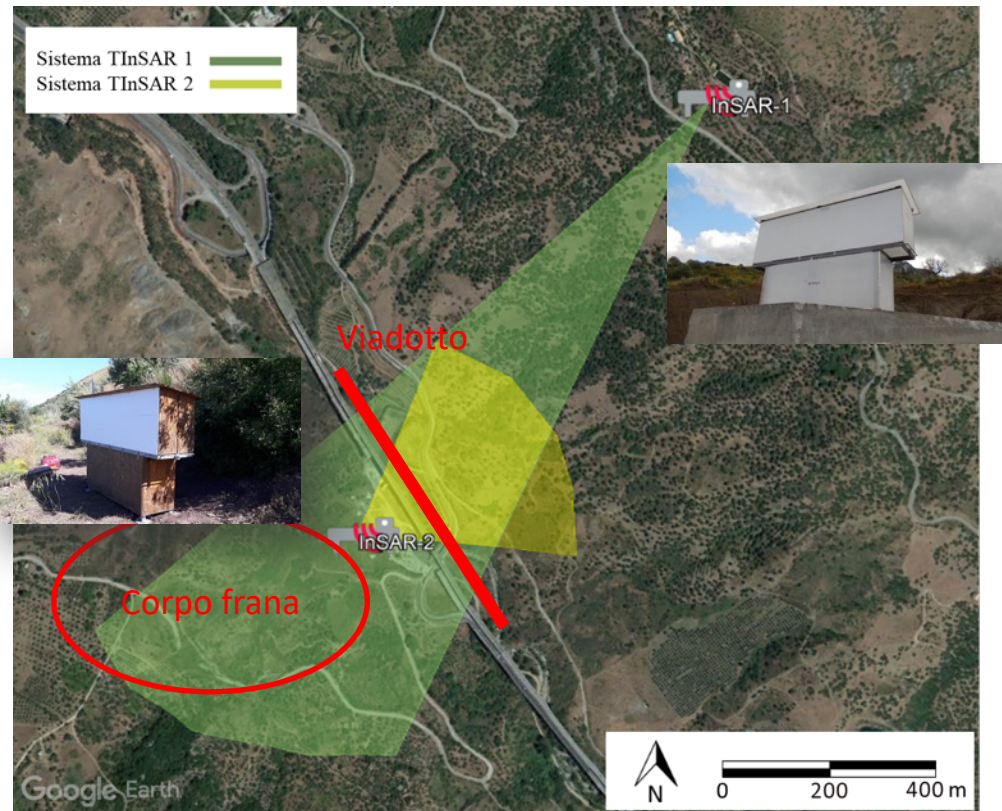 Sistema TInSAR 1
Sistema TInSAR 2
InSAR-1
Viadotto
InSAR-2
Corpo frana
Google Earth
N
0 200 400 m